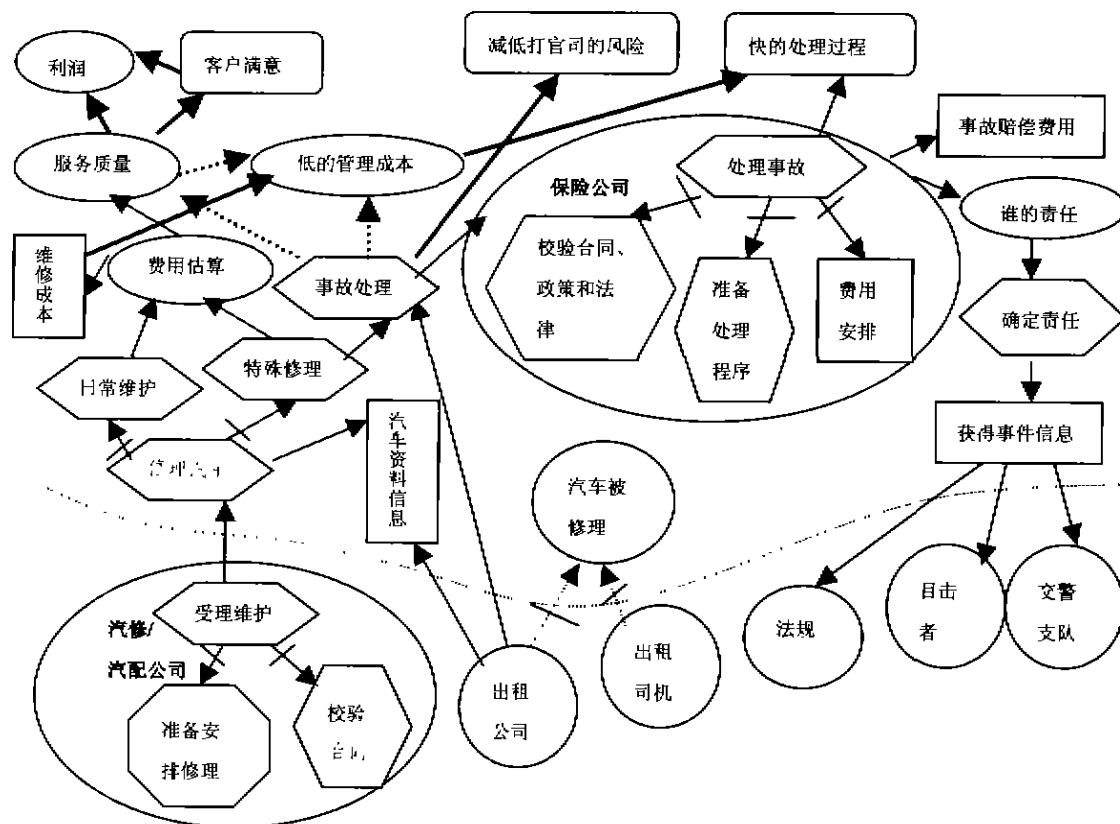 减低打官司的风险
快的处理过程
利润
客户满意
事故赔偿费用
服务质量
低的管理成本
处理事故
保险公司
谁的责任
维修成本
费用估算
事故处理
校验合同、
政策和法
律
准备
处理
程序
费用
安排
确定责任
特殊修理
日常维护
汽车资料信息
获得事件信息
汽车被
修理
受理维护
汽修/
汽配公司
目击
者
交警
支队
法规
出租
司机
出租
公司
准备安
排修理
校验